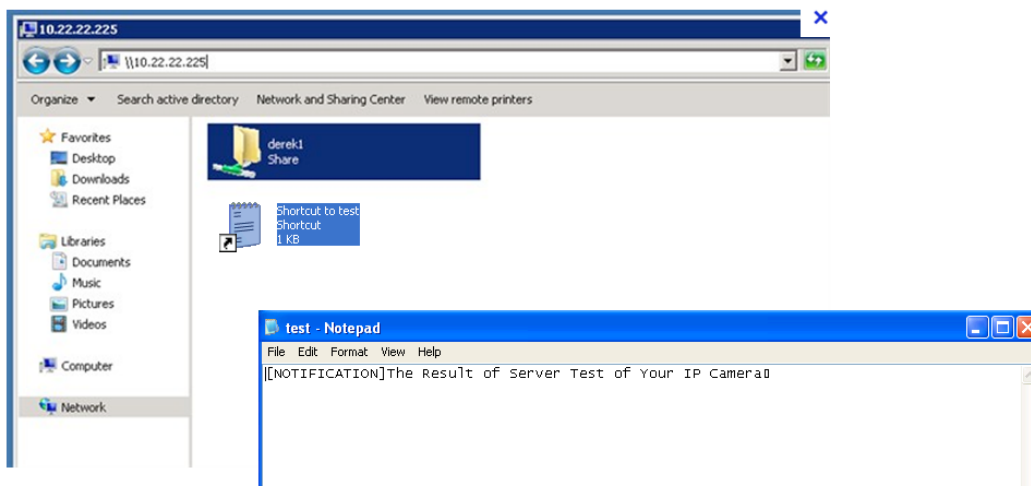 10.22.22.225
\\10.22.22.225
Organize Search active directory Network and Sharing Center View remote printers
Favorites
Desktop
Downloads
Recent Places
Libraries
Documents
Music
Pictures
Videos
Computer
Network
derek1
Share
Shortcut to test
Shortcut
1 KB
test - Notepad
File Edit Format View Help
[NOTIFICATION]The Result of Server Test of Your IP Camera